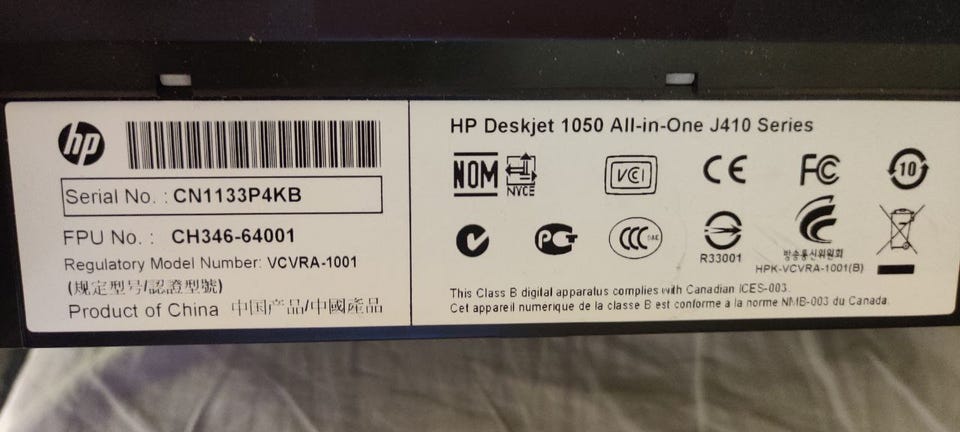 hp
Serial No. : CN1133P4KB
FPU No. : CH346-64001
Regulatory Model Number: VCVRA-1001
(规定型号/認證型號)
Product of China 中国产品/中國產品
HP Deskjet 1050 All-in-One J410 Series
NOM NYCE VCI CE FC 10
PCT CCC S&E R33001
방송통신위원회
HPK-VCVRA-1001(B)
This Class B digital apparatus complies with Canadian ICES-003.
Cet appareil numerique de la classe B est conforme a la norme NMB-003 du Canada.